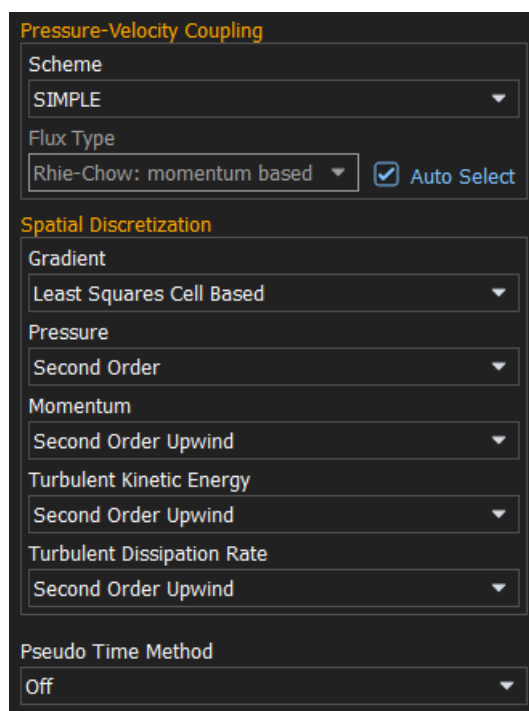 Pressure-Velocity Coupling
Scheme
SIMPLE
Flux Type
Rhie-Chow: momentum based
Auto Select
Spatial Discretization
Gradient
Least Squares Cell Based
Pressure
Second Order
Momentum
Second Order Upwind
Turbulent Kinetic Energy
Second Order Upwind
Turbulent Dissipation Rate
Second Order Upwind
Pseudo Time Method
Off